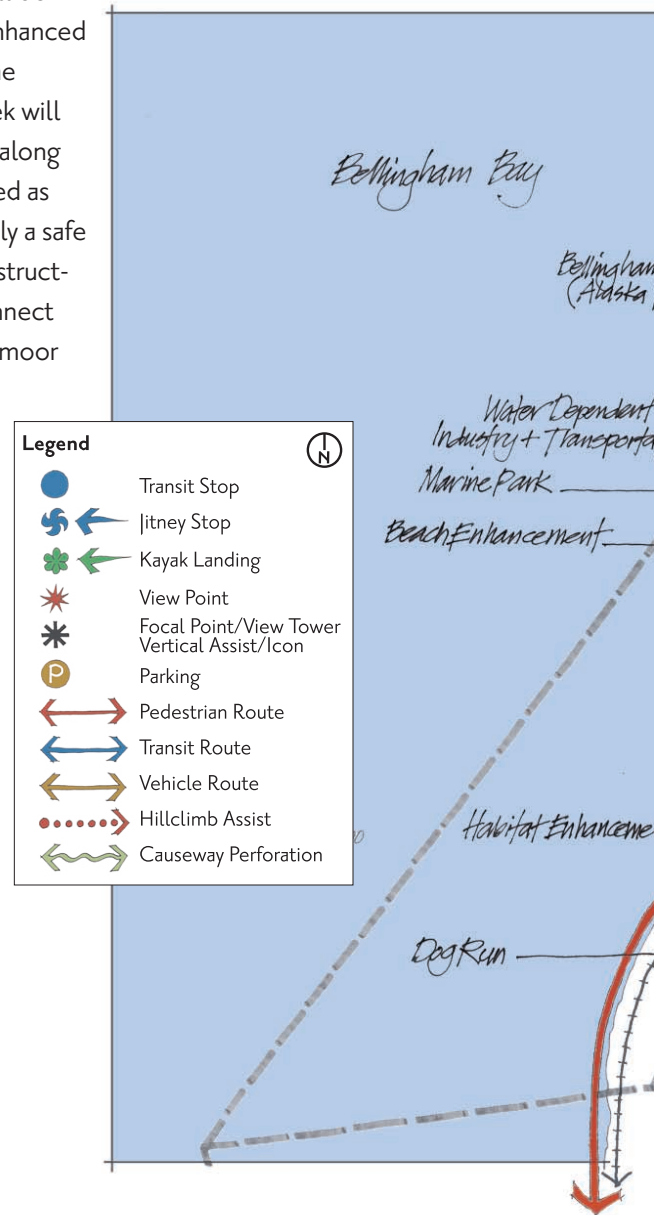 nhanced
ek will
along
ed as
ly a safe
struct-
nnect
moor
Bellingham Bay
Bellingham
(Alaska
Water Dependent
Industry + Transporta
Marine Park
Beach Enhancement
Legend
N
Transit Stop
Jitney Stop
Kayak Landing
View Point
Focal Point/View Tower
Vertical Assist/Icon
P
Parking
Pedestrian Route
Transit Route
Vehicle Route
Hillclimb Assist
Causeway Perforation
Habitat Enhanceme
Dog Run